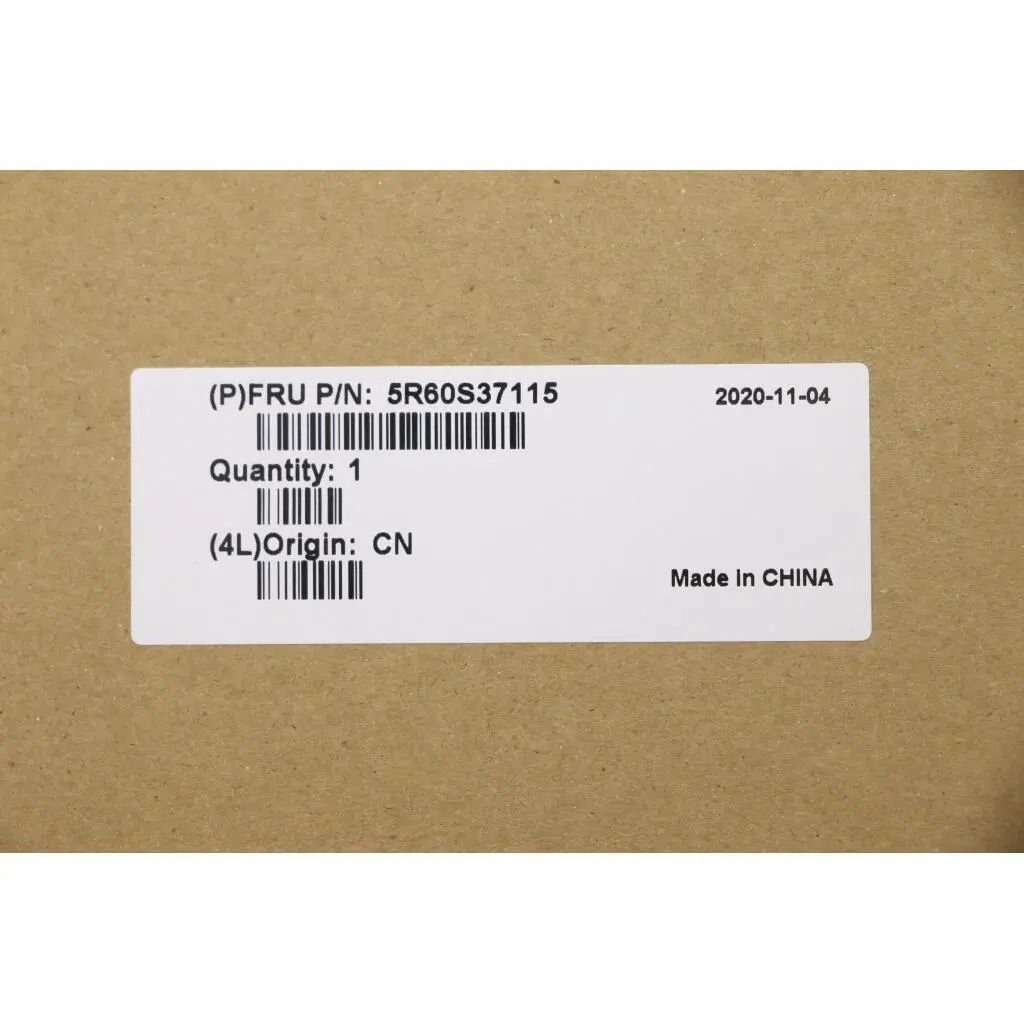 (P)FRU P/N: 5R60S37115 2020-11-04
Quantity: 1
(4L)Origin: CN
Made in CHINA